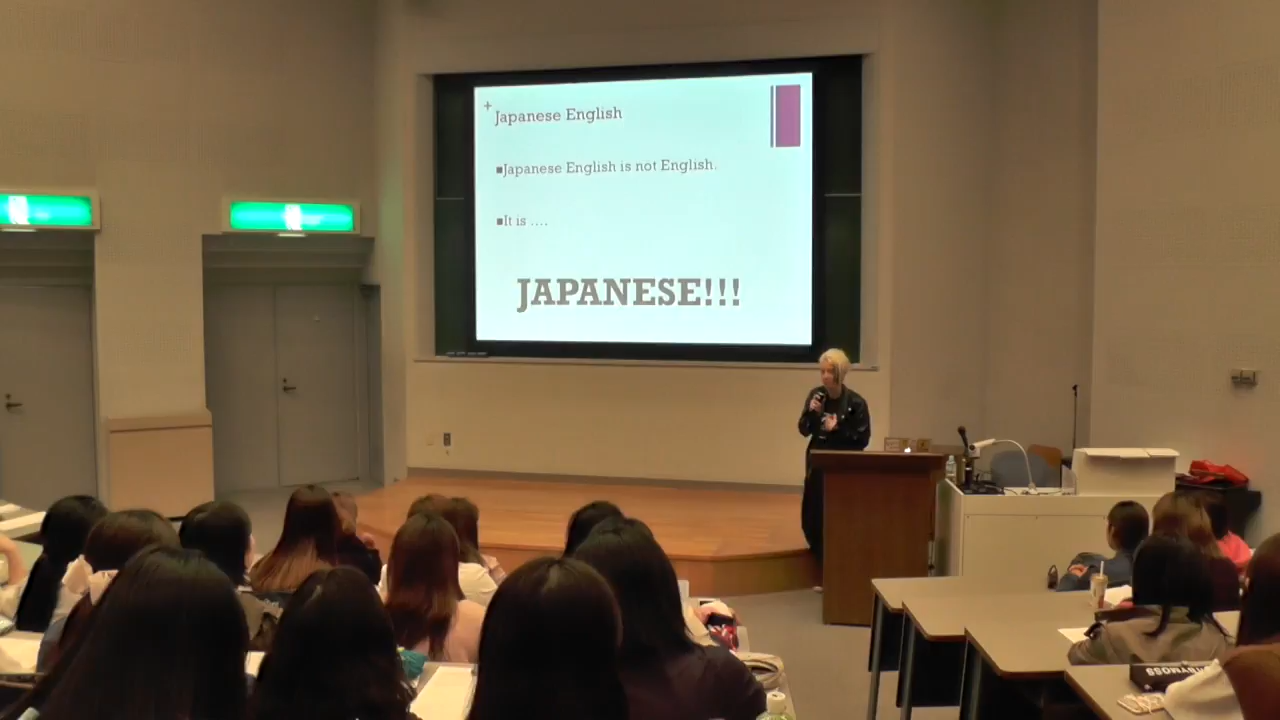 +
Japanese English
■Japanese English is not English.
■It is ….
JAPANESE!!!